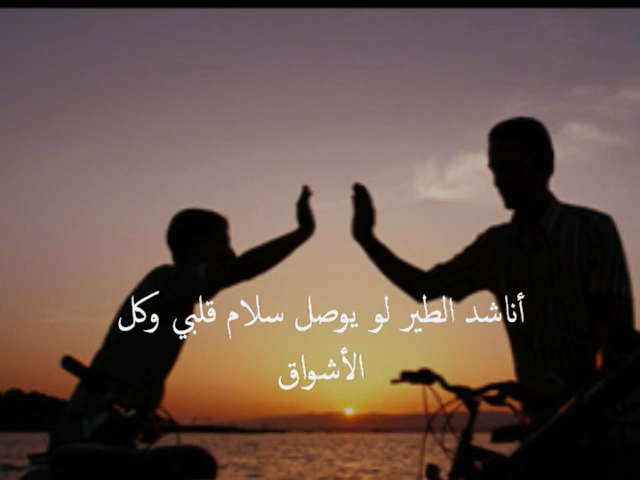 أناشد الطير لو يوصل سلام قلبي وكل
الأشواق